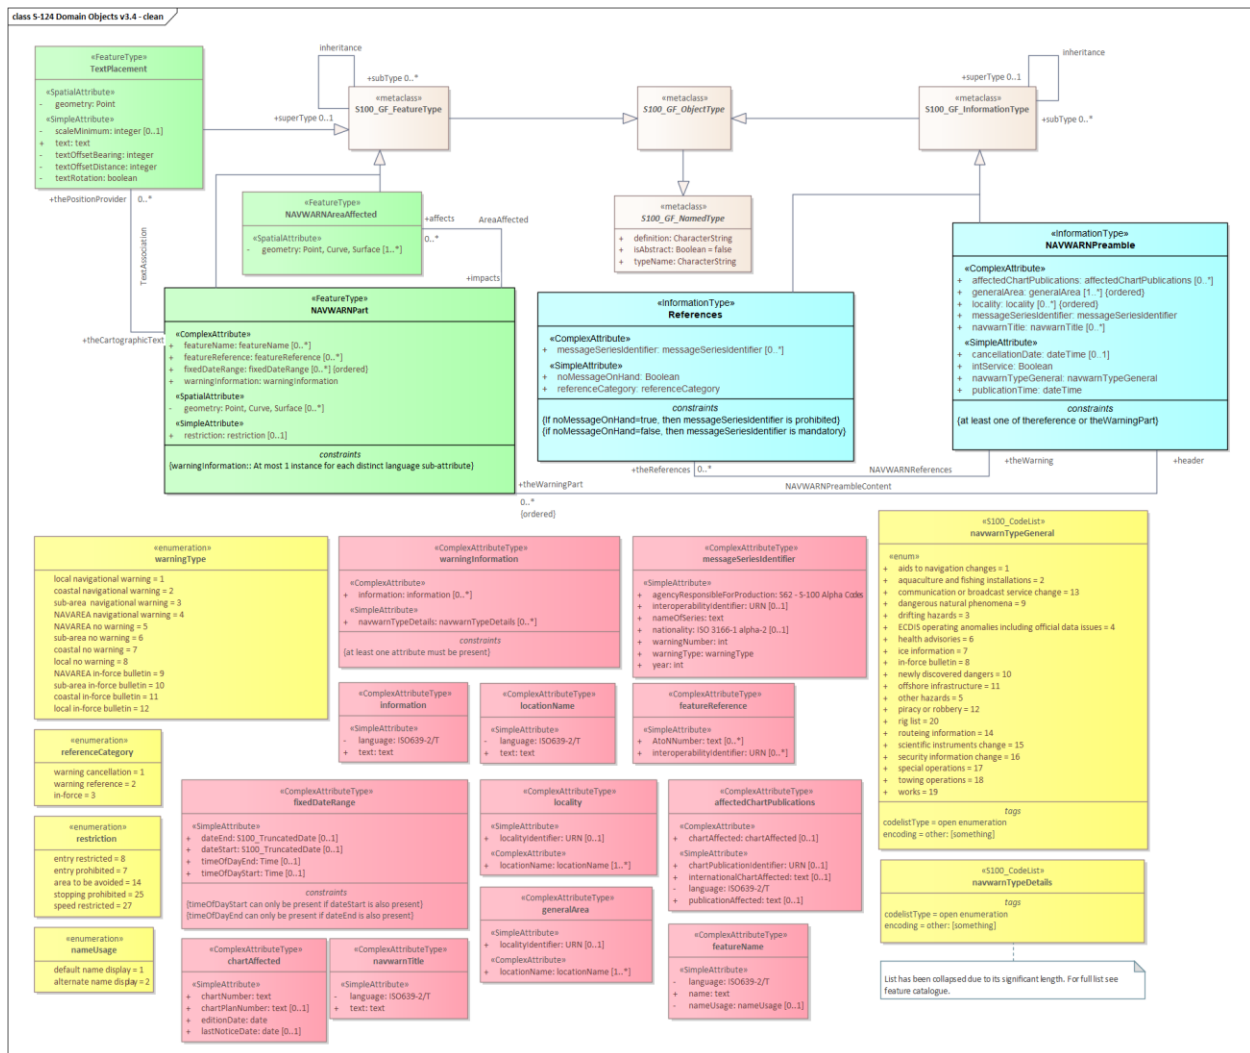 class S-124 Domain Objects v3.4 - clean
«FeatureType»
TextPlacement
«SpatialAttribute»
- geometry: Point
«SimpleAttribute»
- scaleMinimum: integer [0..1]
+ text: text
- textOffsetBearing: integer
- textOffsetDistance: integer
- textRotation: boolean
inheritance
+subType 0..*
«metaclass»
S100_GF_FeatureType
+superType 0..1
«metaclass»
S100_GF_ObjectType
inheritance
+superType 0..1
«metaclass»
S100_GF_InformationType
+subType 0..*
«metaclass»
S100_GF_NamedType
+ definition: CharacterString
+ isAbstract: Boolean = false
+ typeName: CharacterString
+thePositionProvider 0..*
TextAssociation
+theCartographicText
«FeatureType»
NAVWARNAreaAffected
«SpatialAttribute»
- geometry: Point, Curve, Surface [1..*]
+affects
0..*
AreaAffected
+impacts
«FeatureType»
NAVWARNPart
«ComplexAttribute»
+ featureName: featureName [0..*]
+ featureReference: featureReference [0..*]
+ fixedDateRange: fixedDateRange [0..*] {ordered}
+ warningInformation: warningInformation
«SpatialAttribute»
- geometry: Point, Curve, Surface [0..*]
«SimpleAttribute»
+ restriction: restriction [0..1]
constraints
{warningInformation:: At most 1 instance for each distinct language sub-attribute}
«InformationType»
References
«ComplexAttribute»
+ messageSeriesIdentifier: messageSeriesIdentifier [0..*]
«SimpleAttribute»
+ noMessageOnHand: Boolean
+ referenceCategory: referenceCategory
constraints
{If noMessageOnHand=true, then messageSeriesIdentifier is prohibited}
{if noMessageOnHand=false, then messageSeriesIdentifier is mandatory}
«InformationType»
NAVWARNPreamble
«ComplexAttribute»
+ affectedChartPublications: affectedChartPublications [0..*]
+ generalArea: generalArea [1..*] {ordered}
+ locality: locality [0..*] {ordered}
+ messageSeriesIdentifier: messageSeriesIdentifier
+ navwarnTitle: navwarnTitle [0..*]
«SimpleAttribute»
+ cancellationDate: dateTime [0..1]
+ intService: Boolean
+ navwarnTypeGeneral: navwarnTypeGeneral
+ publicationTime: dateTime
constraints
{at least one of thereference or theWarningPart}
+theReferences 0..*
NAVWARNReferences
+theWarning
+header
+theWarningPart
0..*
{ordered}
NAVWARNPreambleContent
«enumeration»
warningType
local navigational warning = 1
coastal navigational warning = 2
sub-area navigational warning = 3
NAVAREA navigational warning = 4
NAVAREA no warning = 5
sub-area no warning = 6
coastal no warning = 7
local no warning = 8
NAVAREA in-force bulletin = 9
sub-area in-force bulletin = 10
coastal in-force bulletin = 11
local in-force bulletin = 12
«ComplexAttributeType»
warningInformation
«ComplexAttribute»
+ information: information [0..*]
«SimpleAttribute»
+ navwarnTypeDetails: navwarnTypeDetails [0..*]
constraints
{at least one attribute must be present}
«ComplexAttributeType»
messageSeriesIdentifier
«SimpleAttribute»
+ agencyResponsibleForProduction: S62 - S-100 Alpha Codes
+ interoperabilityIdentifier: URN [0..1]
+ nameOfSeries: text
+ nationality: ISO 3166-1 alpha-2 [0..1]
+ warningNumber: int
+ warningType: warningType
+ year: int
«S100_CodeList»
navwarnTypeGeneral
«enum»
+ aids to navigation changes = 1
+ aquaculture and fishing installations = 2
+ communication or broadcast service change = 13
+ dangerous natural phenomena = 9
+ drifting hazards = 3
+ ECDIS operating anomalies including official data issues = 4
+ health advisories = 6
+ ice information = 7
+ in-force bulletin = 8
+ newly discovered dangers = 10
+ offshore infrastructure = 11
+ other hazards = 5
+ piracy or robbery = 12
+ rig list = 20
+ routeing information = 14
+ scientific instruments change = 15
+ security information change = 16
+ special operations = 17
+ towing operations = 18
+ works = 19
tags
codelistType = open enumeration
encoding = other: [something]
«ComplexAttributeType»
information
«SimpleAttribute»
- language: ISO639-2/T
+ text: text
«ComplexAttributeType»
locationName
«SimpleAttribute»
- language: ISO639-2/T
+ text: text
«ComplexAttributeType»
featureReference
«SimpleAttribute»
+ AtoNNumber: text [0..*]
+ interoperabilityIdentifier: URN [0..*]
«enumeration»
referenceCategory
warning cancellation = 1
warning reference = 2
in-force = 3
«ComplexAttributeType»
fixedDateRange
«SimpleAttribute»
+ dateEnd: S100_TruncatedDate [0..1]
+ dateStart: S100_TruncatedDate [0..1]
+ timeOfDayEnd: Time [0..1]
+ timeOfDayStart: Time [0..1]
constraints
{timeOfDayStart can only be present if dateStart is also present}
{timeOfDayEnd can only be present if dateEnd is also present}
«ComplexAttributeType»
locality
«SimpleAttribute»
+ localityIdentifier: URN [0..1]
«ComplexAttribute»
+ locationName: locationName [1..*]
«ComplexAttributeType»
affectedChartPublications
«ComplexAttribute»
+ chartAffected: chartAffected [0..1]
«SimpleAttribute»
+ chartPublicationIdentifier: URN [0..1]
+ internationalChartAffected: text [0..1]
- language: ISO639-2/T
+ publicationAffected: text [0..1]
«enumeration»
restriction
entry restricted = 8
entry prohibited = 7
area to be avoided = 14
stopping prohibited = 25
speed restricted = 27
«S100_CodeList»
navwarnTypeDetails
tags
codelistType = open enumeration
encoding = other: [something]
«ComplexAttributeType»
generalArea
«SimpleAttribute»
+ localityIdentifier: URN [0..1]
«ComplexAttribute»
+ locationName: locationName [1..*]
«enumeration»
nameUsage
default name display = 1
alternate name display = 2
«ComplexAttributeType»
chartAffected
«SimpleAttribute»
+ chartNumber: text
+ chartPlanNumber: text [0..1]
+ editionDate: date
+ lastNoticeDate: date [0..1]
«ComplexAttributeType»
navwarnTitle
«SimpleAttribute»
- language: ISO639-2/T
+ text: text
«ComplexAttributeType»
featureName
«SimpleAttribute»
- language: ISO639-2/T
+ name: text
- nameUsage: nameUsage [0..1]
List has been collapsed due to its significant length. For full list see
feature catalogue.